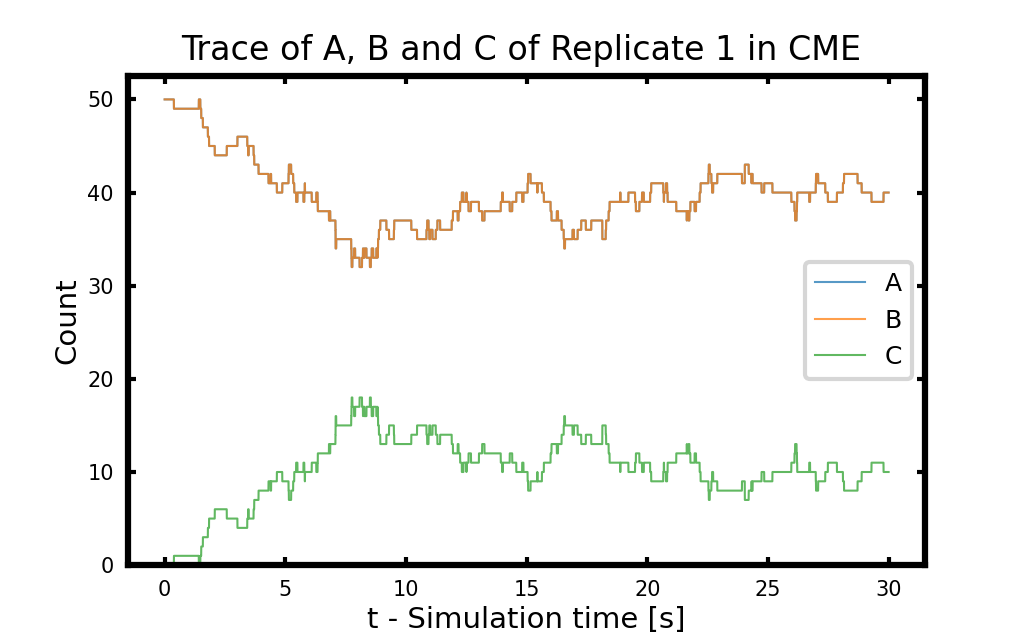 Trace of A, B and C of Replicate 1 in CME
Count
50
40
30
20
10
0
A
B
C
0 5 10 15 20 25 30
t - Simulation time [s]